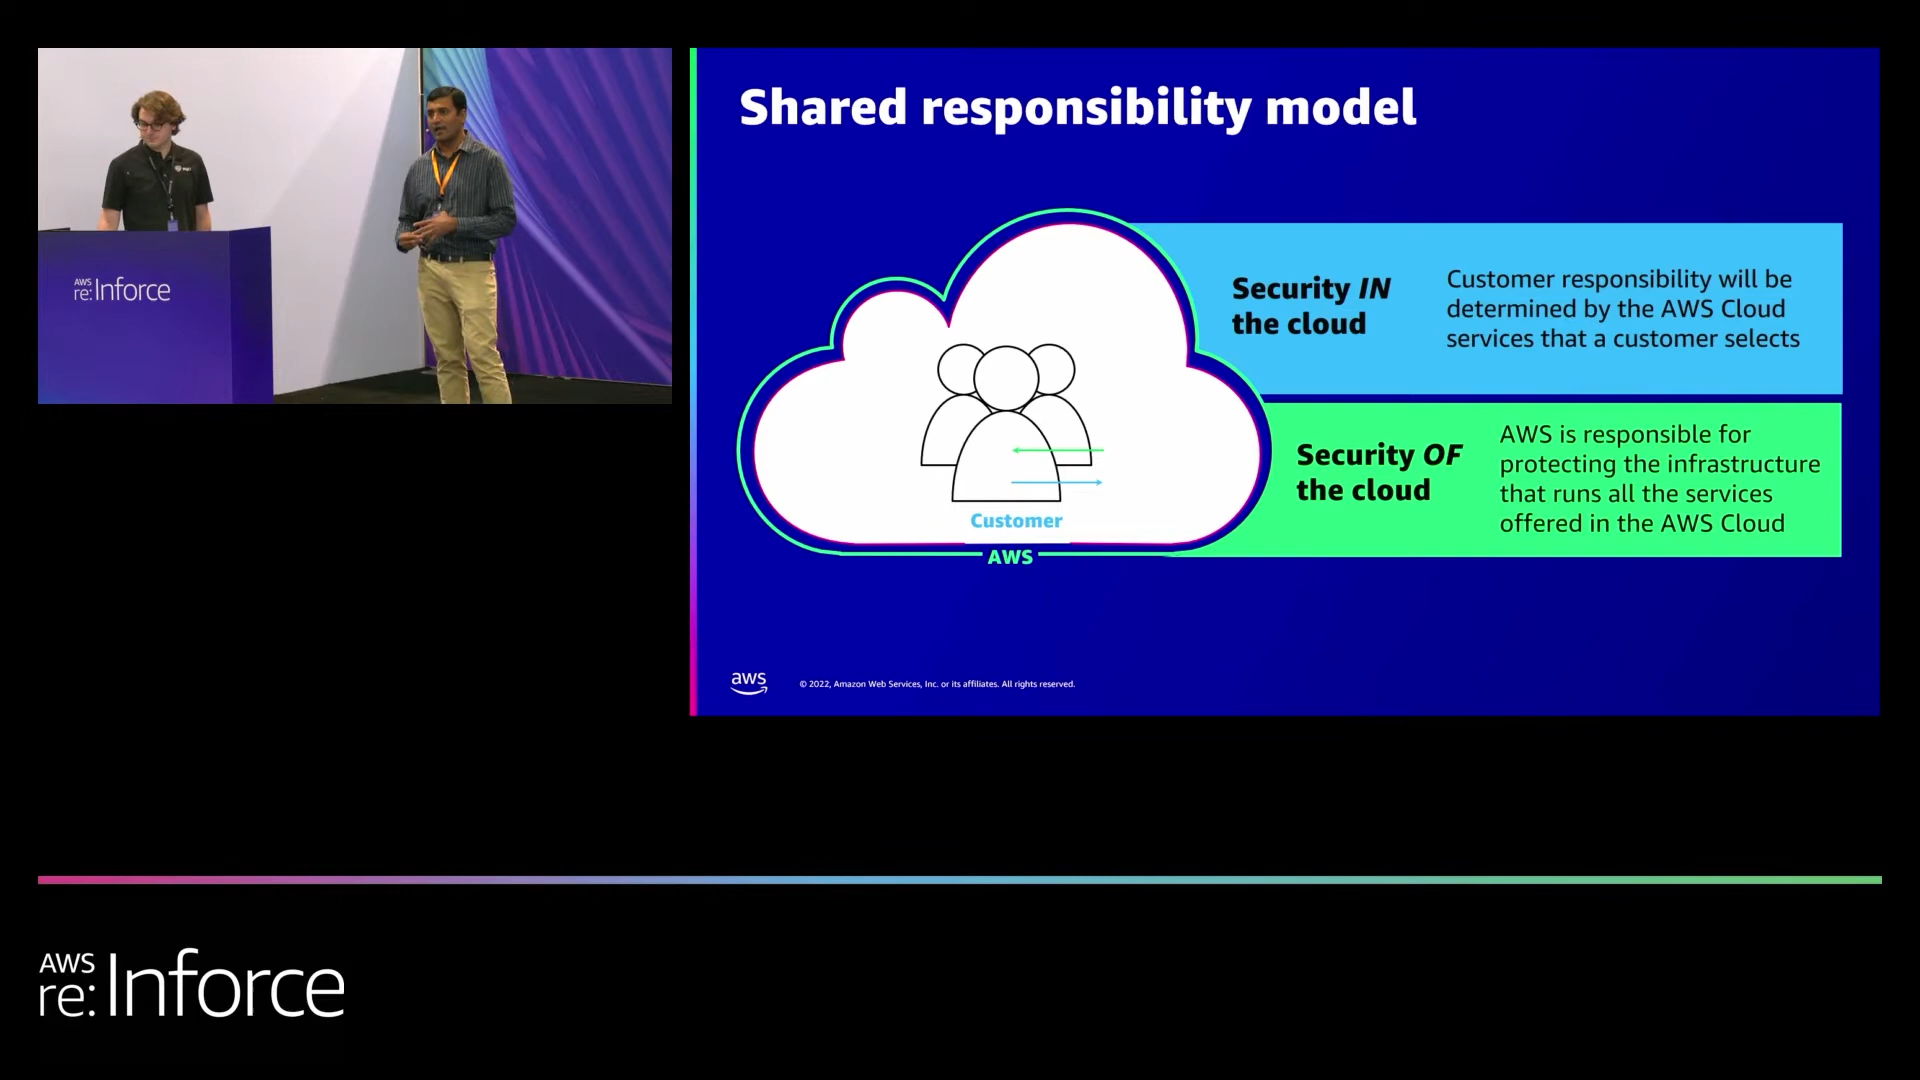 AWS
re:Inforce
Shared responsibility model
Security IN
the cloud
Customer responsibility will be
determined by the AWS Cloud
services that a customer selects
Security OF
the cloud
AWS is responsible for
protecting the infrastructure
that runs all the services
offered in the AWS Cloud
Customer
AWS
aws
© 2022, Amazon Web Services, Inc. or its affiliates. All rights reserved.
AWS
re:Inforce